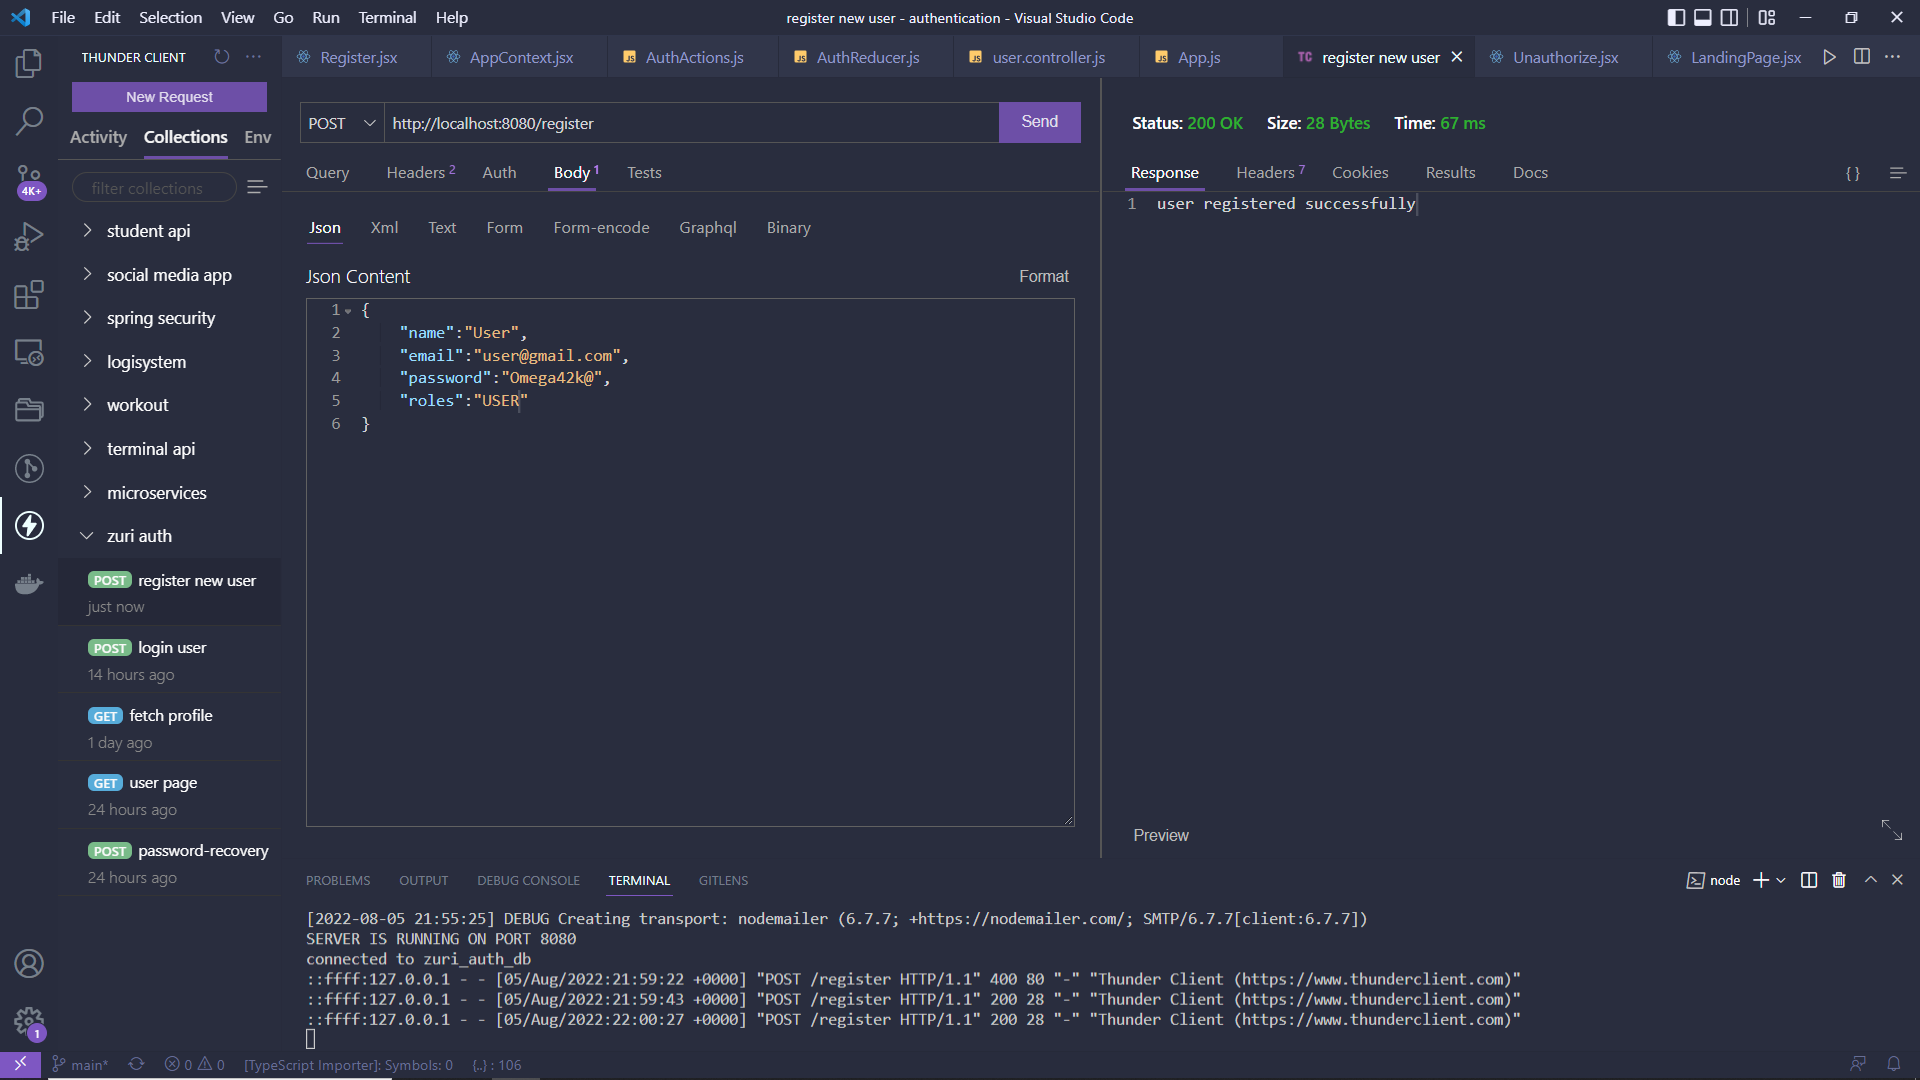 File Edit Selection View Go Run Terminal Help
register new user - authentication - Visual Studio Code
THUNDER CLIENT
Register.jsx
AppContext.jsx
JS AuthActions.js
JS AuthReducer.js
JS user.controller.js
JS App.js
TC register new user
Unauthorize.jsx
LandingPage.jsx
New Request
Activity Collections Env
filter collections
4K+
student api
social media app
spring security
logisystem
workout
terminal api
microservices
zuri auth
POST register new user
just now
POST login user
14 hours ago
GET fetch profile
1 day ago
GET user page
24 hours ago
POST password-recovery
24 hours ago
1
POST http://localhost:8080/register Send
Query Headers 2 Auth Body 1 Tests
Json Xml Text Form Form-encode Graphql Binary
Json Content Format
1 {
2 "name":"User",
3 "email":"user@gmail.com",
4 "password":"Omega42k@",
5 "roles":"USER"
6 }
Status: 200 OK Size: 28 Bytes Time: 67 ms
Response Headers 7 Cookies Results Docs { }
1 user registered successfully
Preview
PROBLEMS OUTPUT DEBUG CONSOLE TERMINAL GITLENS
node
[2022-08-05 21:55:25] DEBUG Creating transport: nodemailer (6.7.7; +https://nodemailer.com/; SMTP/6.7.7[client:6.7.7])
SERVER IS RUNNING ON PORT 8080
connected to zuri_auth_db
::ffff:127.0.0.1 - - [05/Aug/2022:21:59:22 +0000] "POST /register HTTP/1.1" 400 80 "-" "Thunder Client (https://www.thunderclient.com)"
::ffff:127.0.0.1 - - [05/Aug/2022:21:59:43 +0000] "POST /register HTTP/1.1" 200 28 "-" "Thunder Client (https://www.thunderclient.com)"
::ffff:127.0.0.1 - - [05/Aug/2022:22:00:27 +0000] "POST /register HTTP/1.1" 200 28 "-" "Thunder Client (https://www.thunderclient.com)"
main* 0 0 [TypeScript Importer]: Symbols: 0 {..} : 106